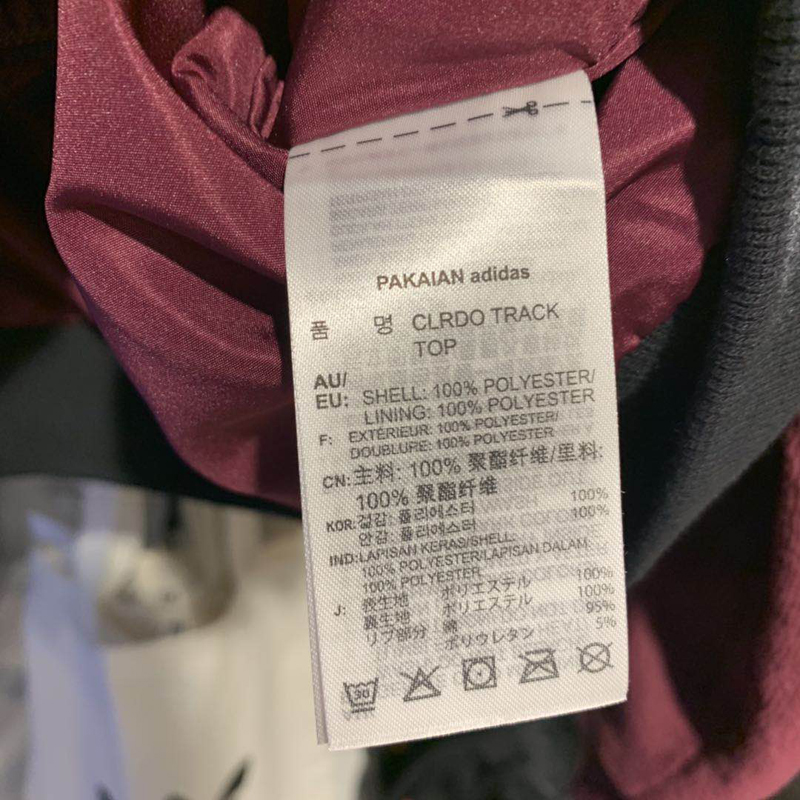 PAKAIAN adidas
품 명 CLRDO TRACK
TOP
AU/
EU: SHELL: 100% POLYESTER/
LINING: 100% POLYESTER
F: EXTÉRIEUR: 100% POLYESTER/
DOUBLURE: 100% POLYESTER
CN: 主料: 100% 聚酯纤维/里料:
100% 聚酯纤维
KOR: 겉감: 폴리에스터 100%
안감: 폴리에스터 100%
IND: LAPISAN KERAS/SHELL:
100% POLYESTER/LAPISAN DALAM:
100% POLYESTER
J: 表生地 ポリエステル 100%
裏生地 ポリエステル 100%
リブ部分 綿 95%
ポリウレタン 5%
30